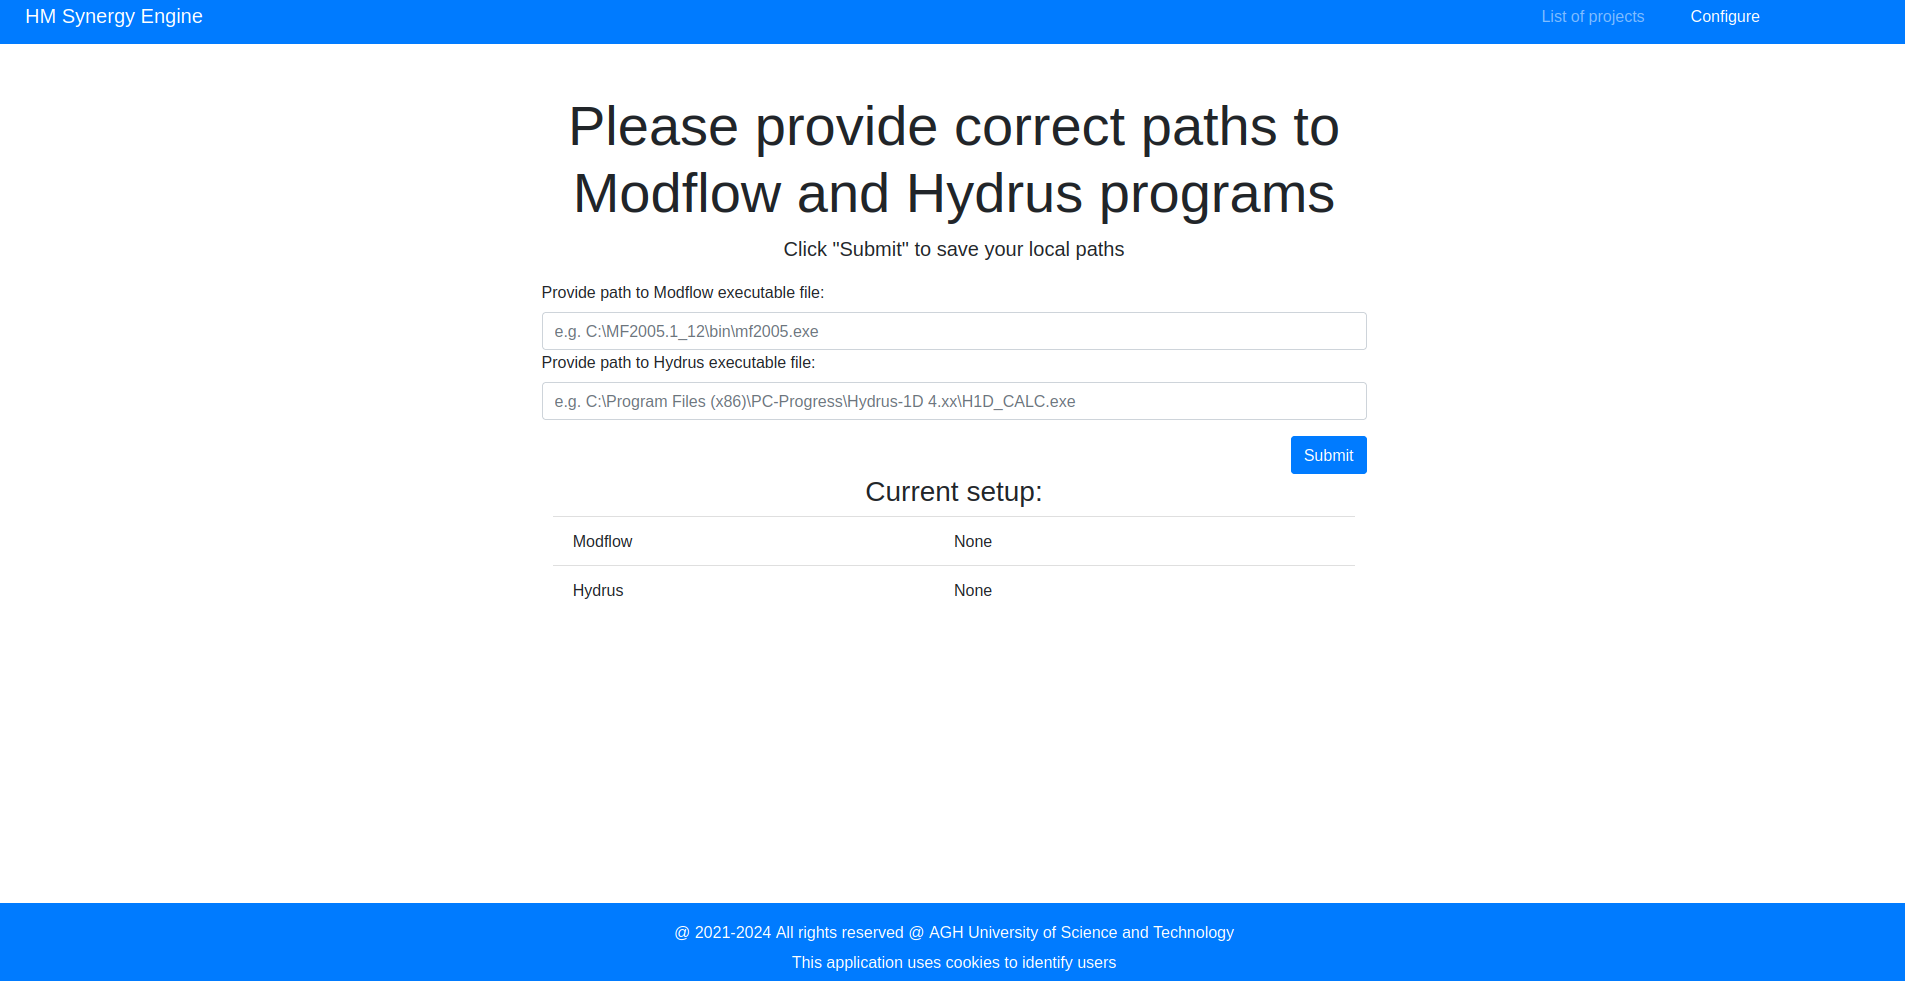 HM Synergy Engine
List of projects
Configure
Please provide correct paths to
Modflow and Hydrus programs
Click "Submit" to save your local paths
Provide path to Modflow executable file:
e.g. C:\MF2005.1_12\bin\mf2005.exe
Provide path to Hydrus executable file:
e.g. C:\Program Files (x86)\PC-Progress\Hydrus-1D 4.xx\H1D_CALC.exe
Submit
Current setup:
Modflow None
Hydrus None
@ 2021-2024 All rights reserved @ AGH University of Science and Technology
This application uses cookies to identify users